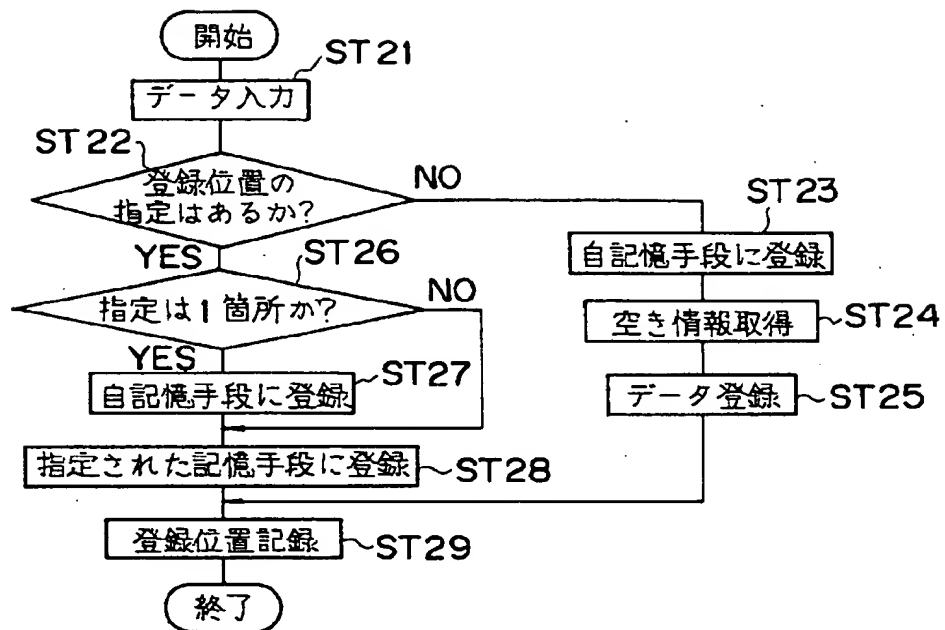 開始
ST21
データ入力
ST22
登録位置の
指定はあるか?
NO
YES
ST23
自記憶手段に登録
ST24
空き情報取得
ST25
データ登録
ST26
指定は1箇所か?
NO
YES
ST27
自記憶手段に登録
指定された記憶手段に登録
ST28
登録位置記録
ST29
終了